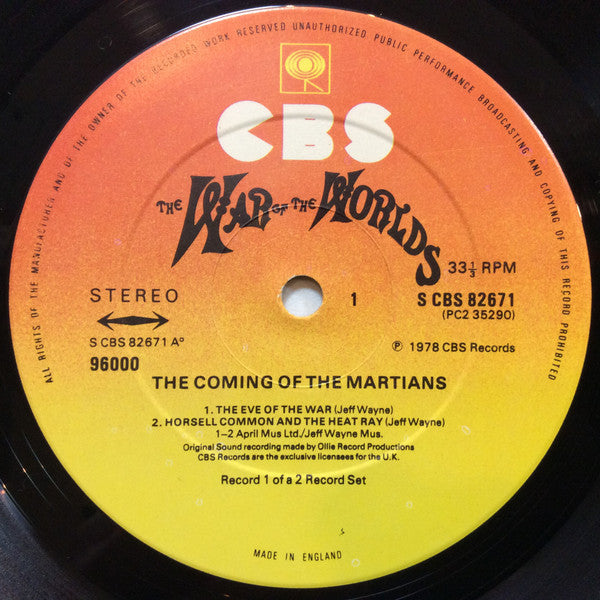 ALL RIGHTS OF THE MANUFACTURER AND OF THE OWNER OF THE RECORDED WORK RESERVED UNAUTHORIZED PUBLIC PERFORMANCE BROADCASTING AND COPYING OF THIS RECORD PROHIBITED
CBS
THE WAR OF THE WORLDS
33⅓ RPM
STEREO
1
S CBS 82671
(PC2 35290)
S CBS 82671 Aº
℗ 1978 CBS Records
96000
THE COMING OF THE MARTIANS
1. THE EVE OF THE WAR (Jeff Wayne)
2. HORSELL COMMON AND THE HEAT RAY (Jeff Wayne)
1–2 April Mus Ltd./Jeff Wayne Mus.
Original Sound recording made by Ollie Record Productions
CBS Records are the exclusive licensees for the U.K.
Record 1 of a 2 Record Set
MADE IN ENGLAND